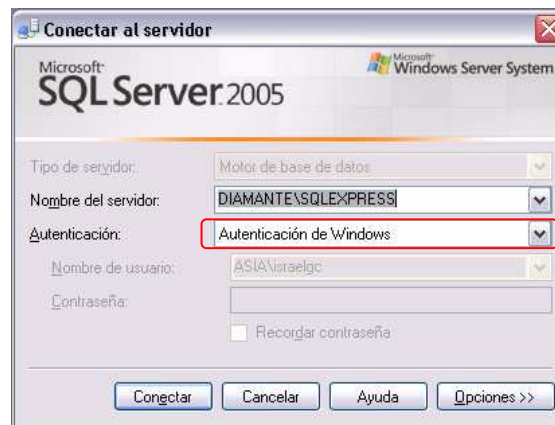 Conectar al servidor
Microsoft
SQL Server 2005
Microsoft
Windows Server System
Tipo de servidor: Motor de base de datos
Nombre del servidor: DIAMANTE\SQLEXPRESS
Autenticación: Autenticación de Windows
Nombre de usuario: ASIA\israelgc
Contraseña:
Recordar contraseña
Conectar Cancelar Ayuda Opciones >>